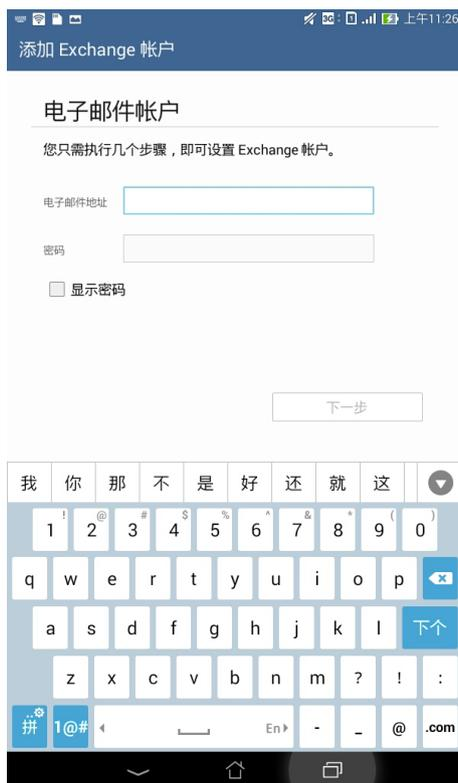 3G 1 上午11:26
添加 Exchange 帐户
电子邮件帐户
您只需执行几个步骤，即可设置 Exchange 帐户。
电子邮件地址
密码
显示密码
下一步
我 你 那 不 是 好 还 就 这
! @ # $ % ^ & * ( )
1 2 3 4 5 6 7 8 9 0
q w e r t y u i o p
a s d f g h j k l 下个
z x c v b n m ? ! :
拼 1@# En - _ @ .com